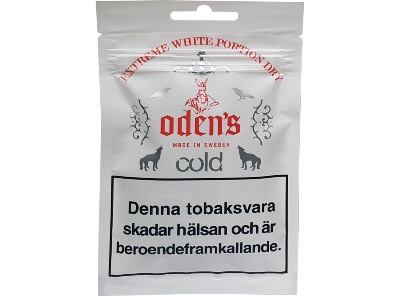 EXTREME WHITE PORTION DRY
oden's
MADE IN SWEDEN
cold
Denna tobaksvara
skadar hälsan och är
beroendeframkallande.